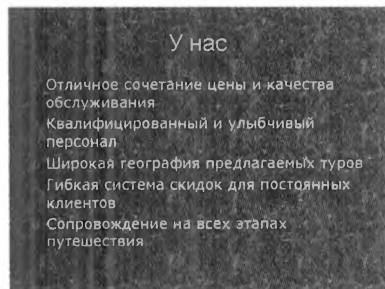 У нас
Отличное сочетание цены и качества
обслуживания
Квалифицированный и улыбчивый
персонал
Широкая география предлагаемых туров
Гибкая система скидок для постоянных
клиентов
Сопровождение на всех этапах
путешествия